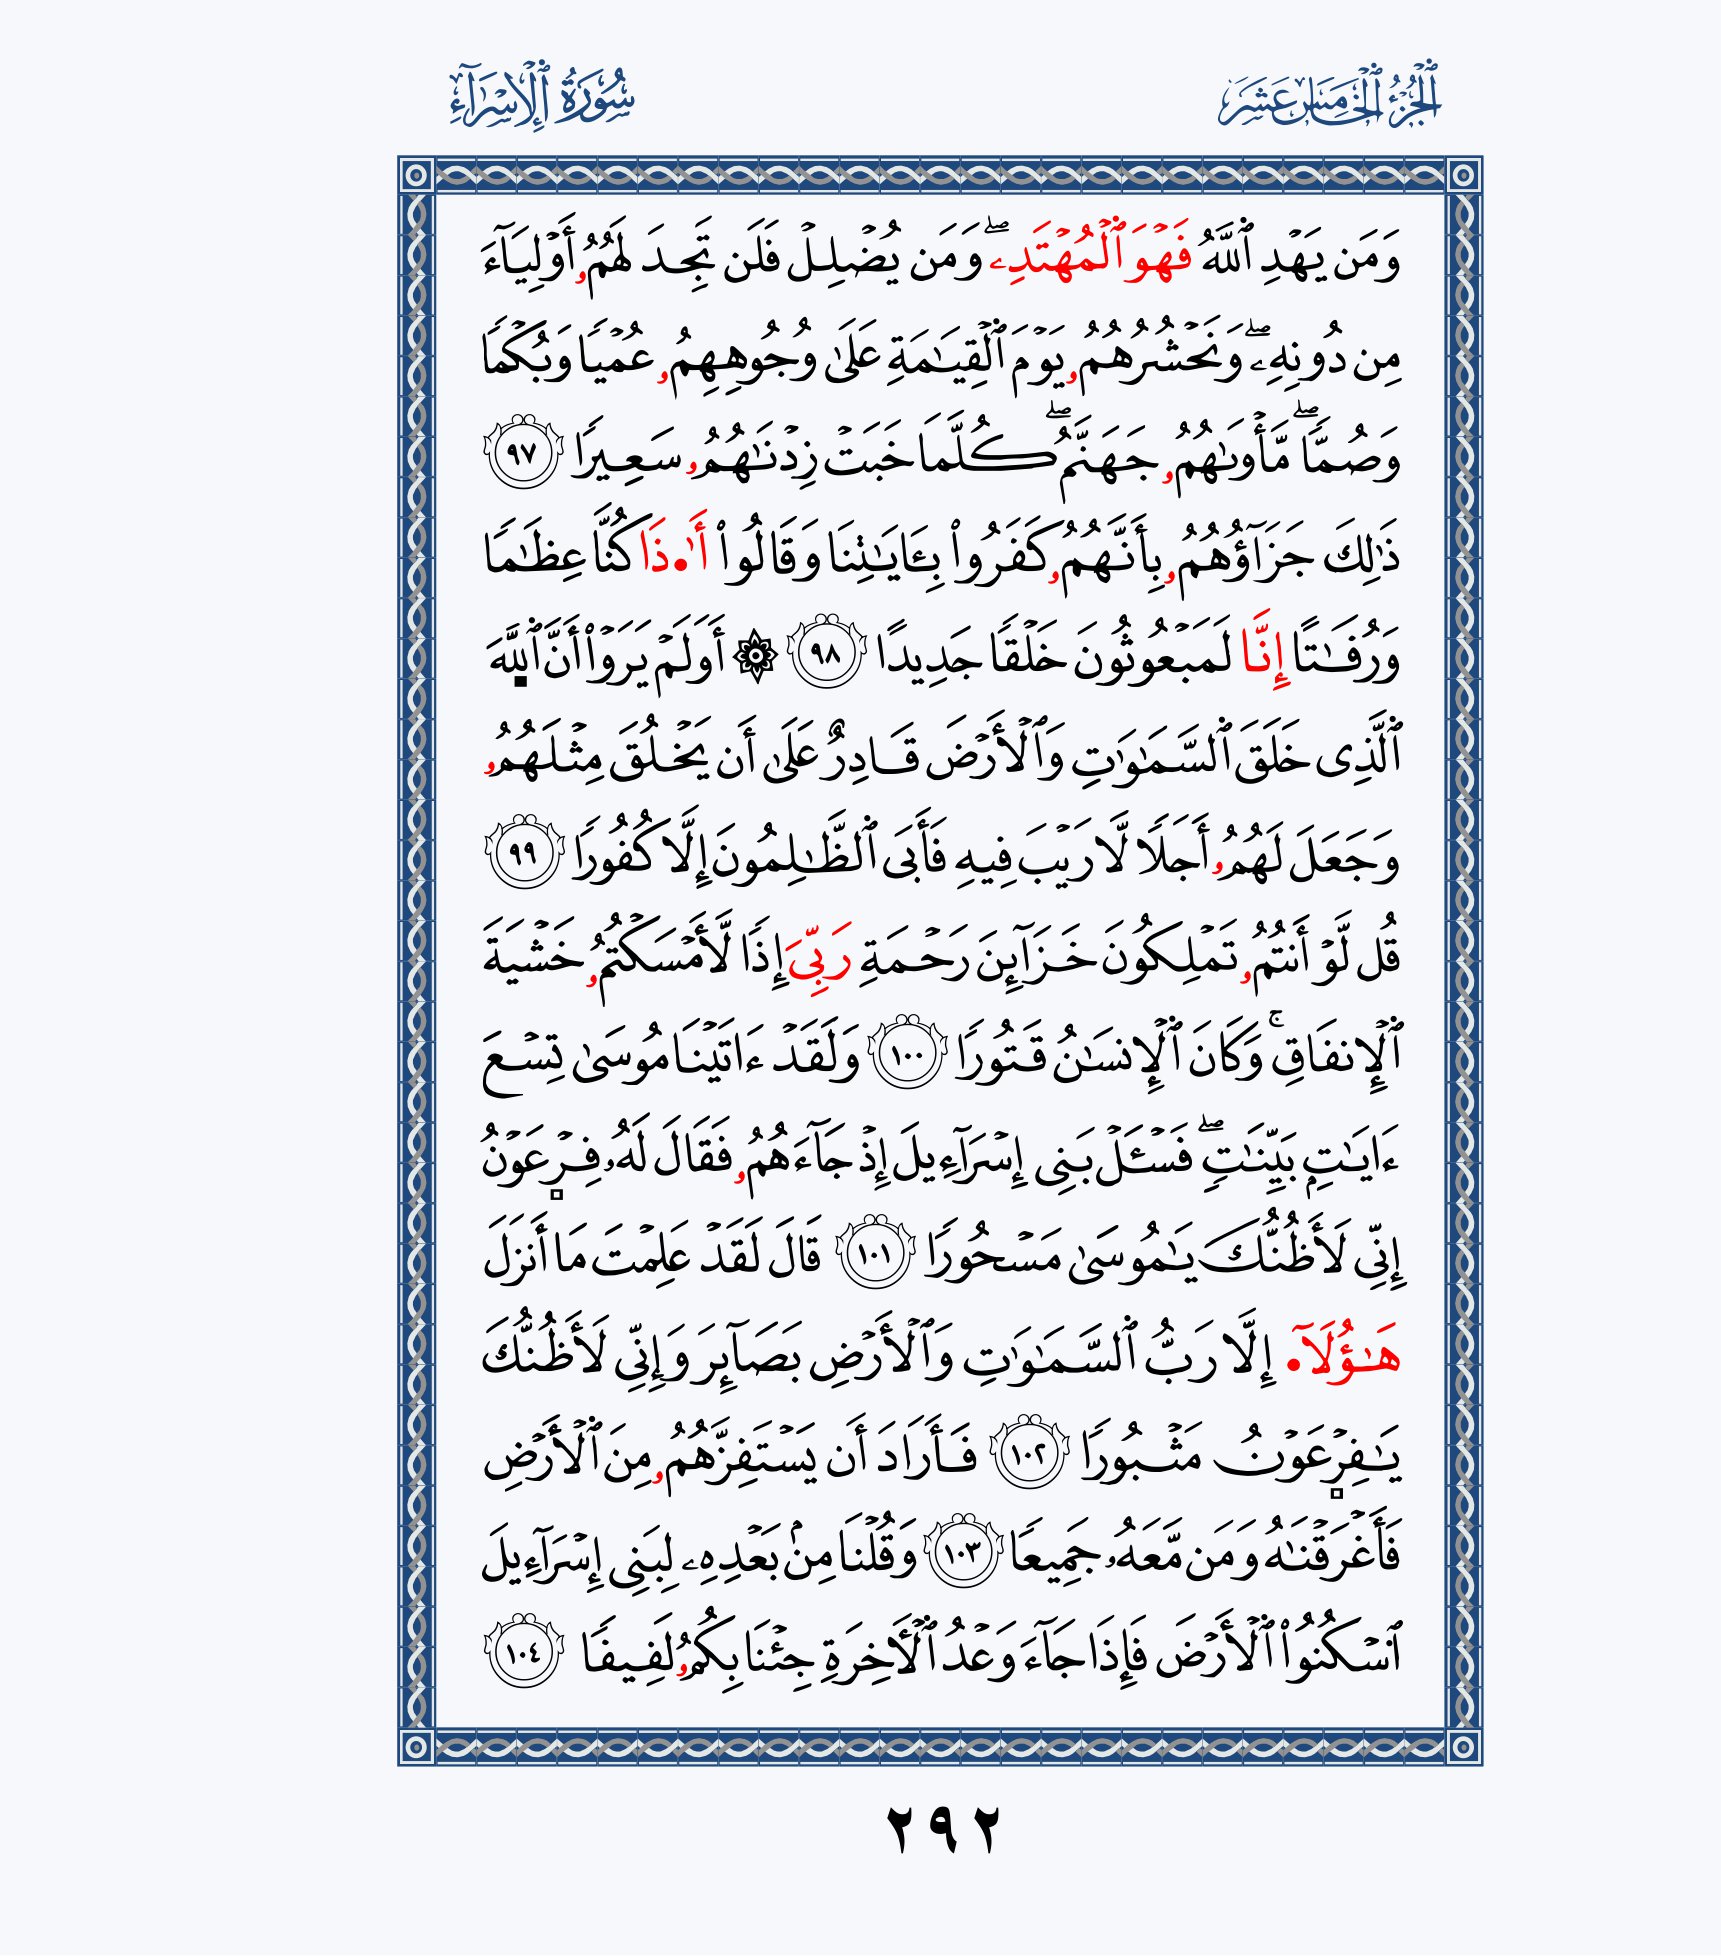 ٱلْجُزْءُ ٱلْخَامِسَ عَشَرَ
سُورَةُ ٱلْإِسْرَآءِ
وَمَن يَهْدِ ٱللَّهُ فَهْوَ ٱلْمُهْتَدِۦۖ وَمَن يُضْلِلْ فَلَن تَجِدَ لَهُمُۥ أَوْلِيَآءَ
مِن دُونِهِۦۖ وَنَحْشُرُهُمُۥ يَوْمَ ٱلْقِيَٰمَةِ عَلَىٰ وُجُوهِهِمُۥ عُمْيًا وَبُكْمًا
وَصُمًّاۖ مَّأْوَىٰهُمُۥ جَهَنَّمُۖ كُلَّمَا خَبَتْ زِدْنَٰهُمُۥ سَعِيرًا ٩٧
ذَٰلِكَ جَزَآؤُهُمُۥ بِأَنَّهُمُۥ كَفَرُوا۟ بِـَٔايَٰتِنَا وَقَالُوا۟ أَٰ۟ذَا كُنَّا عِظَٰمًا
وَرُفَٰتًا إِنَّا لَمَبْعُوثُونَ خَلْقًا جَدِيدًا ٩٨ ۞ أَوَلَمْ يَرَوْا۟ أَنَّ ٱللَّهَ
ٱلَّذِى خَلَقَ ٱلسَّمَٰوَٰتِ وَٱلْأَرْضَ قَادِرٌ عَلَىٰ أَن يَخْلُقَ مِثْلَهُمُۥ
وَجَعَلَ لَهُمُۥ أَجَلًا لَّا رَيْبَ فِيهِ فَأَبَى ٱلظَّٰلِمُونَ إِلَّا كُفُورًا ٩٩
قُل لَّوْ أَنتُمُۥ تَمْلِكُونَ خَزَآئِنَ رَحْمَةِ رَبِّىَ إِذًا لَّأَمْسَكْتُمُۥ خَشْيَةَ
ٱلْإِنفَاقِۚ وَكَانَ ٱلْإِنسَٰنُ قَتُورًا ١٠٠ وَلَقَدْ ءَاتَيْنَا مُوسَىٰ تِسْعَ
ءَايَٰتِۭ بَيِّنَٰتٍۖ فَسْـَٔلْ بَنِى إِسْرَآءِيلَ إِذْ جَآءَهُمُۥ فَقَالَ لَهُۥ فِرْعَوْنُ
إِنِّى لَأَظُنُّكَ يَٰمُوسَىٰ مَسْحُورًا ١٠١ قَالَ لَقَدْ عَلِمْتَ مَا أَنزَلَ
هَٰؤُلَآ۟ إِلَّا رَبُّ ٱلسَّمَٰوَٰتِ وَٱلْأَرْضِ بَصَآئِرَ وَإِنِّى لَأَظُنُّكَ
يَٰفِرْعَوْنُ مَثْبُورًا ١٠٢ فَأَرَادَ أَن يَسْتَفِزَّهُمُۥ مِنَ ٱلْأَرْضِ
فَأَغْرَقْنَٰهُ وَمَن مَّعَهُۥ جَمِيعًا ١٠٣ وَقُلْنَا مِنۢ بَعْدِهِۦ لِبَنِى إِسْرَآءِيلَ
ٱسْكُنُوا۟ ٱلْأَرْضَ فَإِذَا جَآءَ وَعْدُ ٱلْأَخِرَةِ جِئْنَا بِكُمُۥ لَفِيفًا ١٠٤
٢٩٢